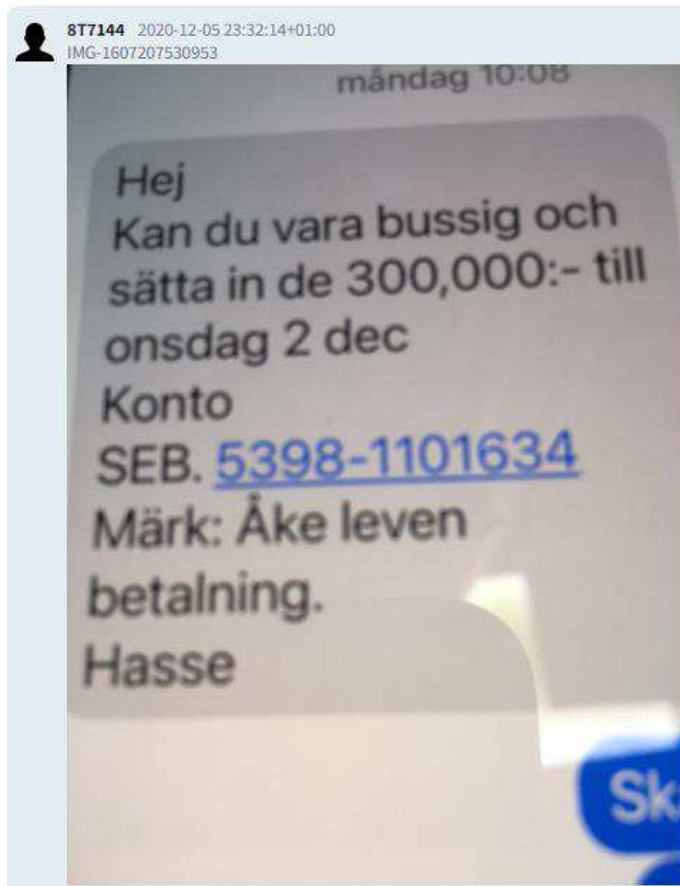 8T7144 2020-12-05 23:32:14+01:00
IMG-1607207530953
måndag 10:08
Hej
Kan du vara bussig och
sätta in de 300,000:- till
onsdag 2 dec
Konto
SEB. 5398-1101634
Märk: Åke leven
betalning.
Hasse